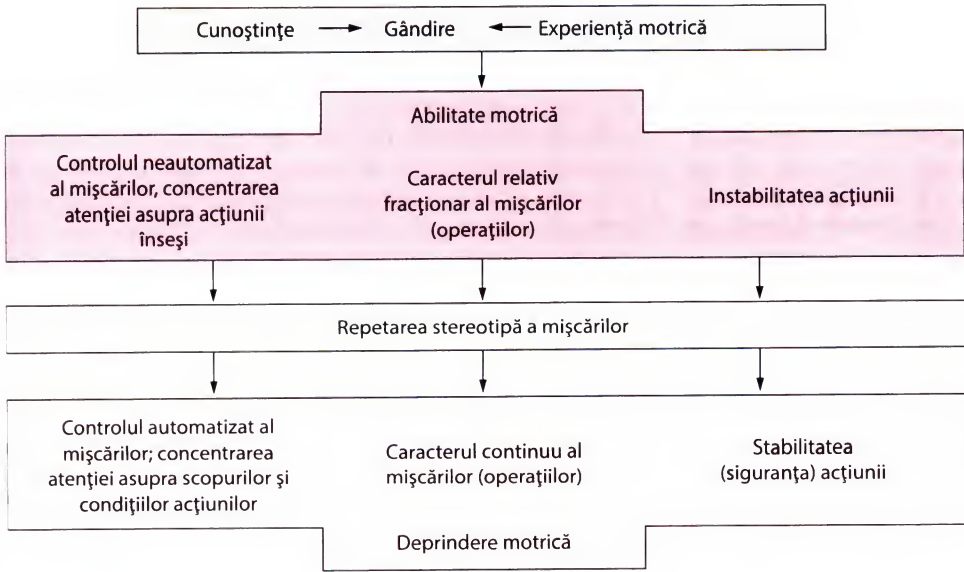 Cunoştinţe → Gândire ← Experienţă motrică
Abilitate motrică
Controlul neautomatizat
al mişcărilor, concentrarea
atenţiei asupra acţiunii
înseşi
Caracterul relativ
fracţionar al mişcărilor
(operaţiilor)
Instabilitatea acţiunii
Repetarea stereotipă a mişcărilor
Controlul automatizat al
mişcărilor; concentrarea
atenţiei asupra scopurilor şi
condiţiilor acţiunilor
Caracterul continuu al
mişcărilor (operaţiilor)
Stabilitatea
(siguranţa) acţiunii
Deprindere motrică